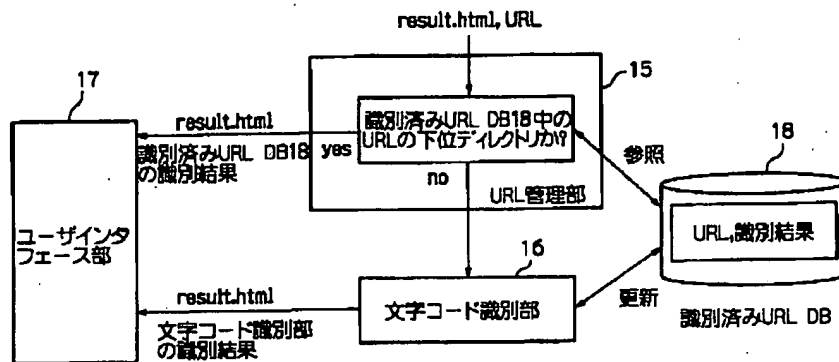 result.html, URL
15
17
result.html
識別済みURL DB18
の識別結果
yes
識別済みURL DB18中の
URLの下位ディレクトリか?
no
URL管理部
参照
18
URL,識別結果
識別済みURL DB
ユーザインタ
フェース部
16
文字コード識別部
更新
result.html
文字コード識別部
の識別結果